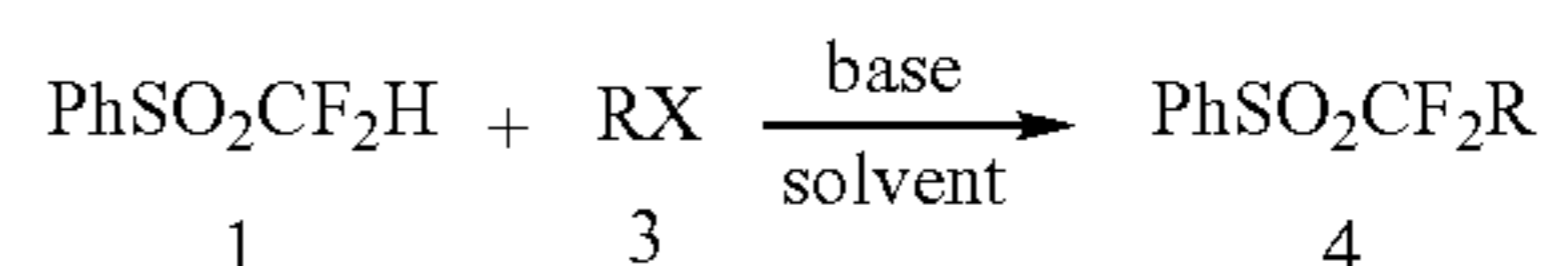 PhSO₂CF₂H + RX base PhSO₂CF₂R
solvent
1 3 4